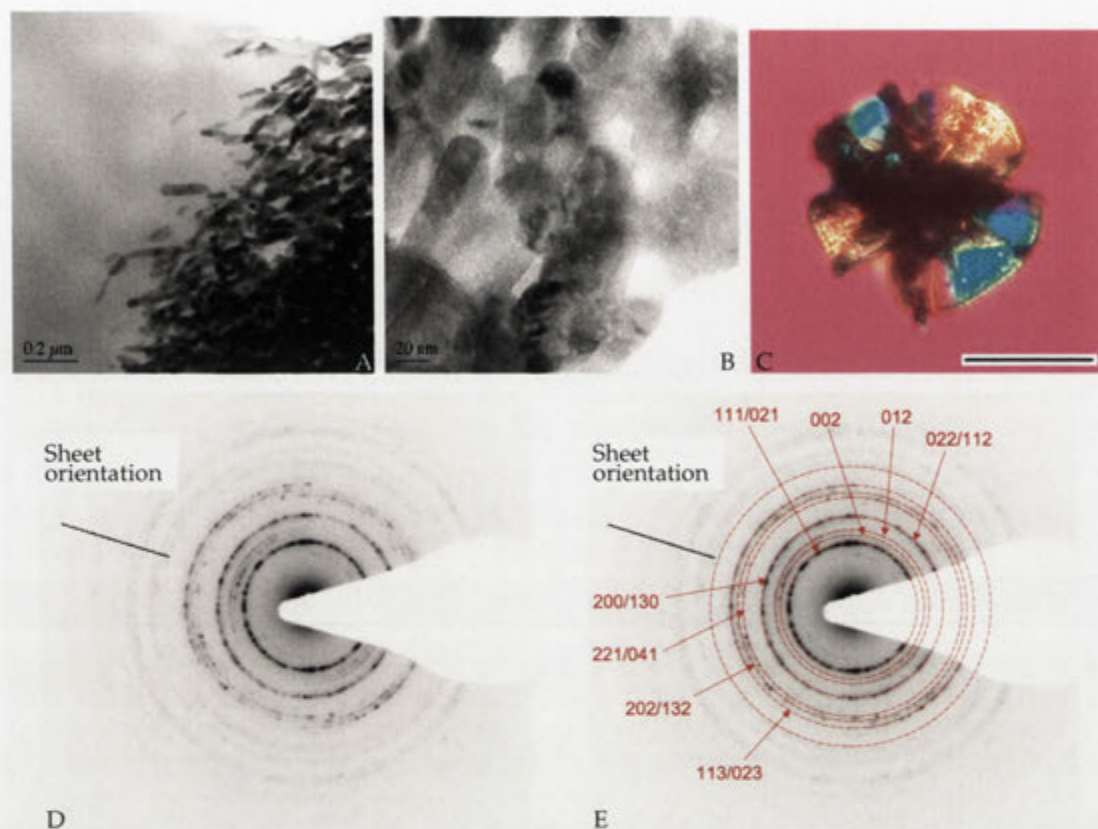 0.2 µm
A
20 nm
B
C
Sheet
orientation
D
111/021
002
012
022/112
Sheet
orientation
200/130
221/041
202/132
113/023
E